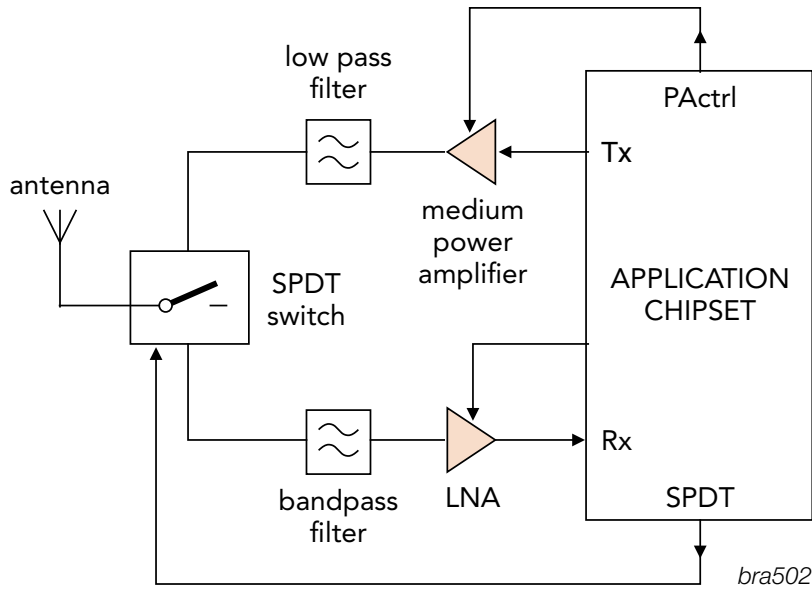 low pass
filter
PActrl
Tx
antenna
medium
power
amplifier
SPDT
switch
APPLICATION
CHIPSET
Rx
bandpass
filter
LNA
SPDT
bra502